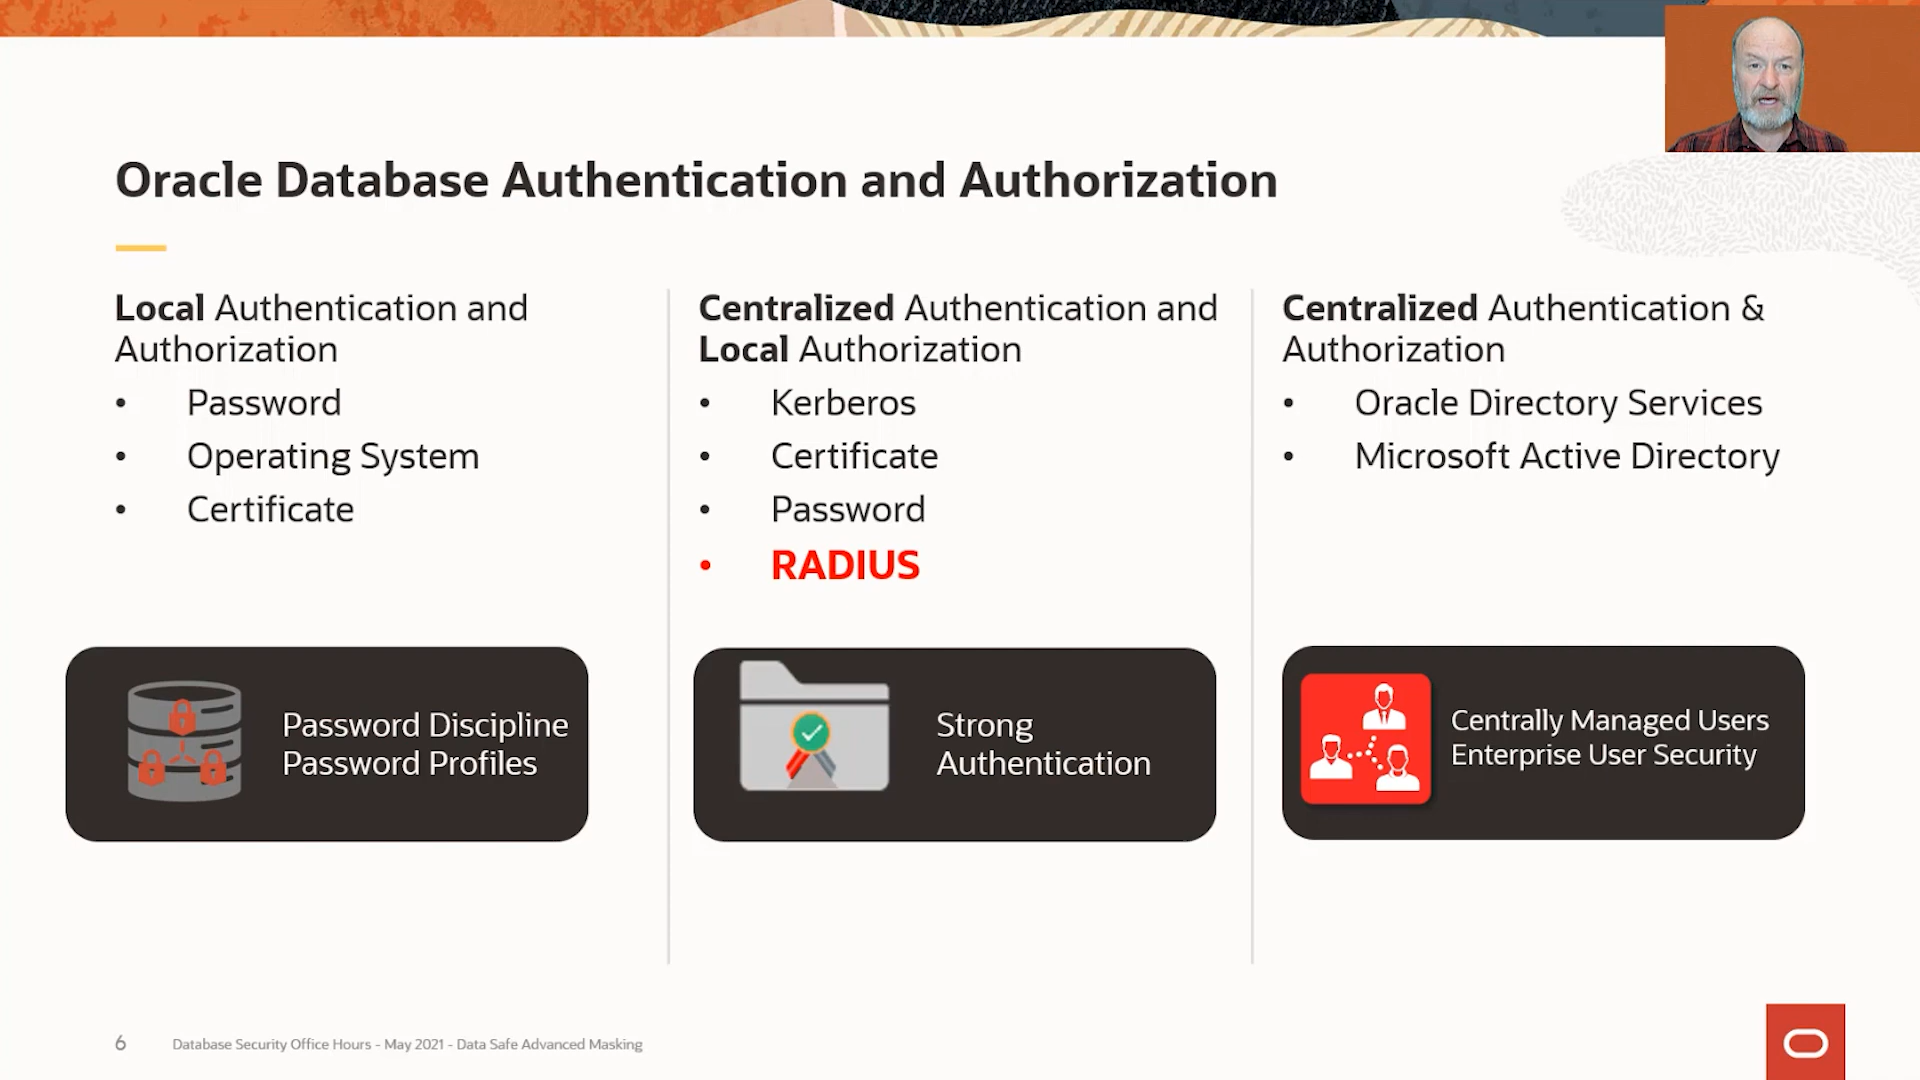 Oracle Database Authentication and Authorization
Local Authentication and
Authorization
• Password
• Operating System
• Certificate
Password Discipline
Password Profiles
Centralized Authentication and
Local Authorization
• Kerberos
• Certificate
• Password
• RADIUS
Strong
Authentication
Centralized Authentication &
Authorization
• Oracle Directory Services
• Microsoft Active Directory
Centrally Managed Users
Enterprise User Security
6
Database Security Office Hours - May 2021 - Data Safe Advanced Masking